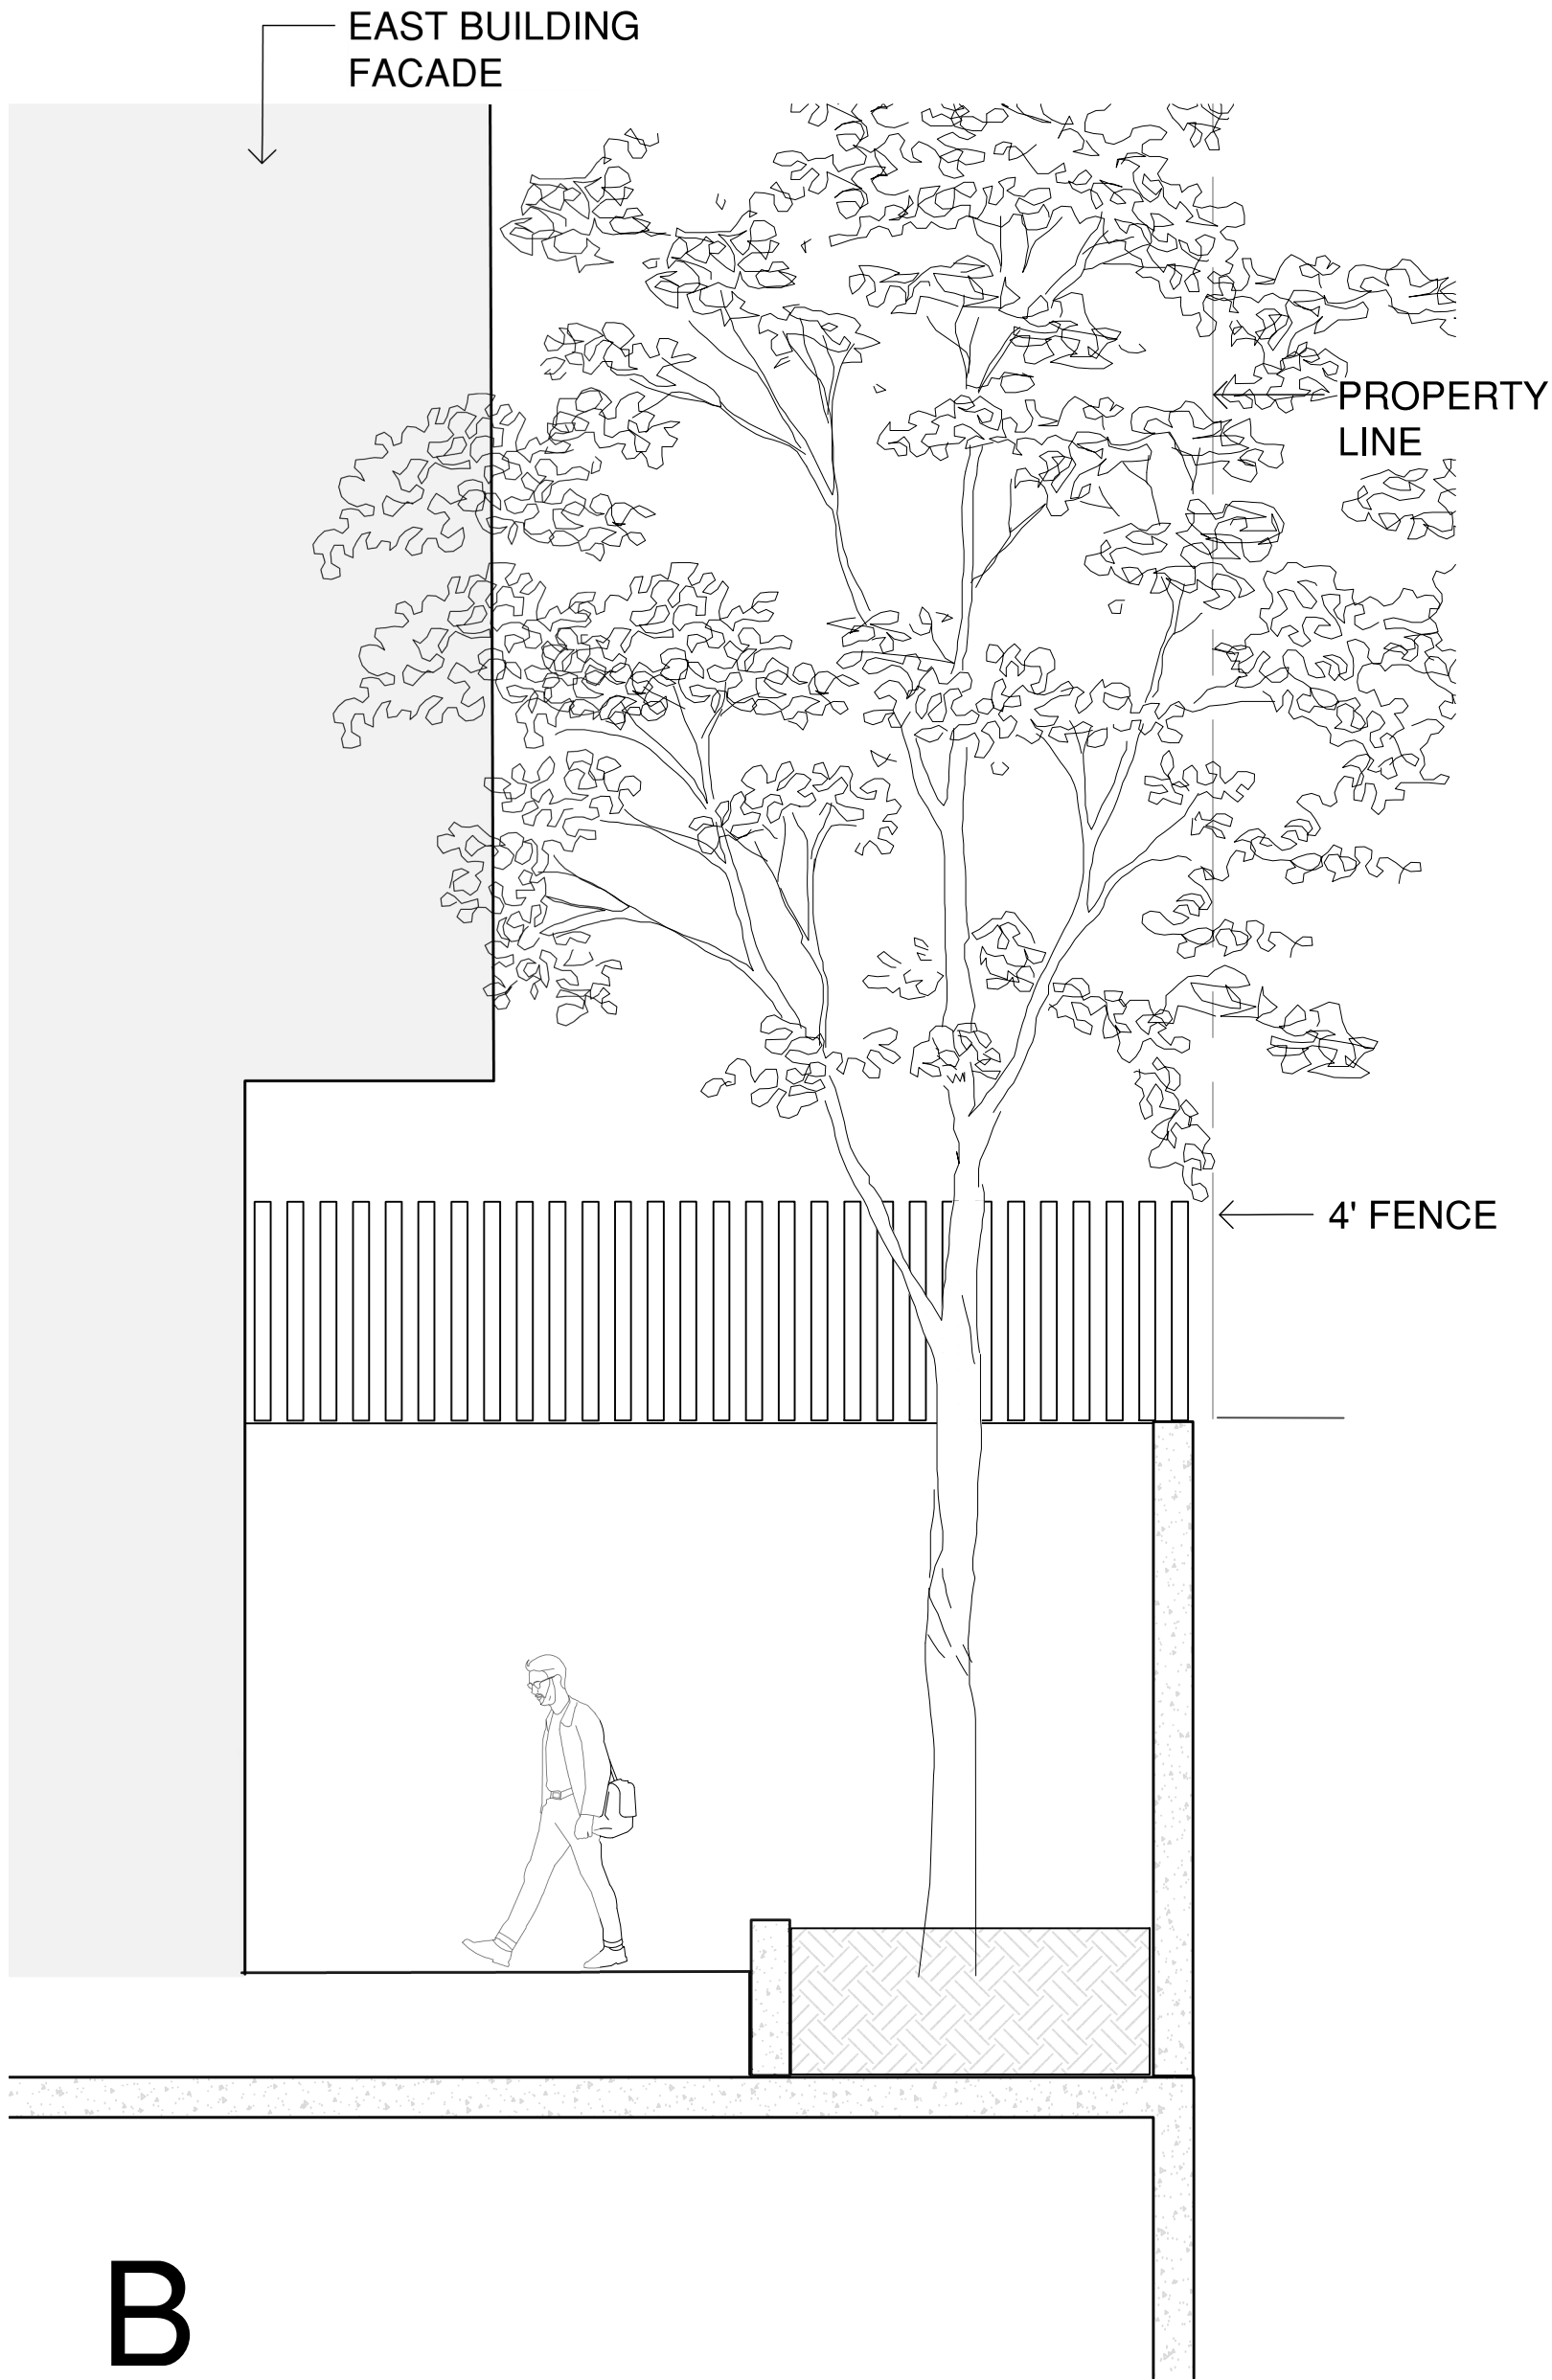 EAST BUILDING
FACADE
PROPERTY
LINE
4' FENCE
B